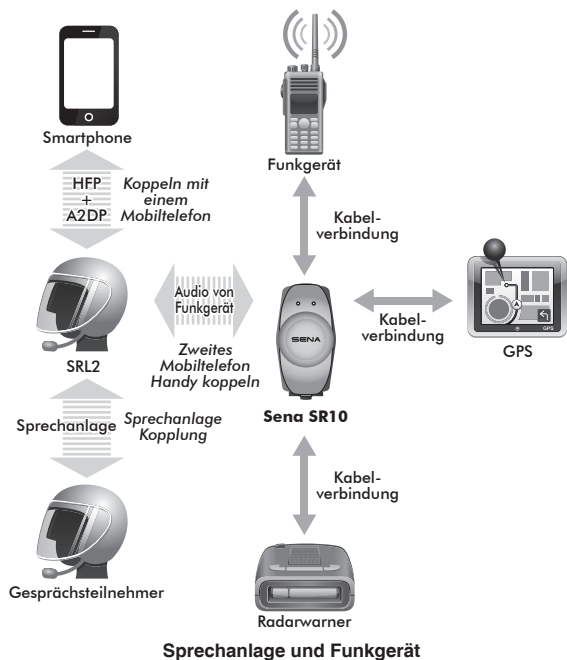 Smartphone
Funkgerät
HFP
+
A2DP
Koppeln mit
einem
Mobiltelefon
Kabel-
verbindung
Audio von
Funkgerät
SENA
Kabel-
verbindung
GPS
GPS
SRL2
Zweites
Mobiltelefon
Handy koppeln
Sena SR10
Sprechanlage
Sprechanlage
Kopplung
Kabel-
verbindung
Gesprächsteilnehmer
Radarwarner
Sprechanlage und Funkgerät